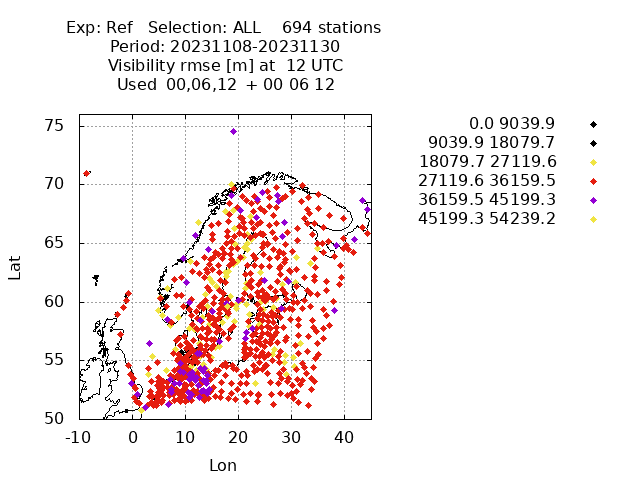 Exp: Ref   Selection: ALL    694 stations
Period: 20231108-20231130
Visibility rmse [m] at  12 UTC
Used  00,06,12  + 00 06 12
0.0 9039.9
9039.9 18079.7
18079.7 27119.6
27119.6 36159.5
36159.5 45199.3
45199.3 54239.2
75
70
65
60
55
50
Lat
-10 0 10 20 30 40
Lon